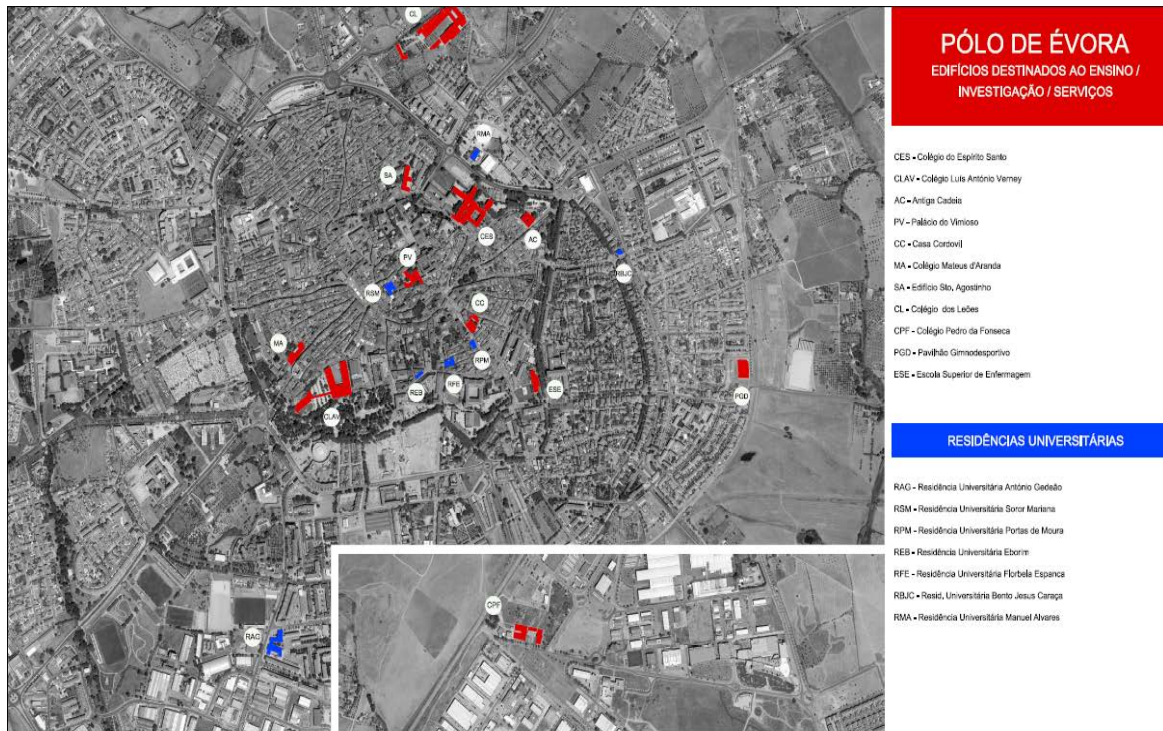 CL
RMA
SA
CES
AC
PV
RSM
RBJC
CC
MA
RPM
REB
RFE
ESE
PGD
CLAV
RAG
CPF
PÓLO DE ÉVORA
EDIFÍCIOS DESTINADOS AO ENSINO /
INVESTIGAÇÃO / SERVIÇOS
CES - Colégio do Espírito Santo
CLAV - Colégio Luís António Verney
AC - Antiga Cadeia
PV - Palácio do Vimioso
CC - Casa Cordovil
MA - Colégio Mateus d'Aranda
SA - Edifício Sto. Agostinho
CL - Colégio dos Leões
CPF - Colégio Pedro da Fonseca
PGD - Pavilhão Gimnodesportivo
ESE - Escola Superior de Enfermagem
RESIDÊNCIAS UNIVERSITÁRIAS
RAG - Residência Universitária António Gedeão
RSM - Residência Universitária Soror Mariana
RPM - Residência Universitária Portas de Moura
REB - Residência Universitária Eborim
RFE - Residência Universitária Florbela Espanca
RBJC - Resid. Universitária Bento Jesus Caraça
RMA - Residência Universitária Manuel Alvares